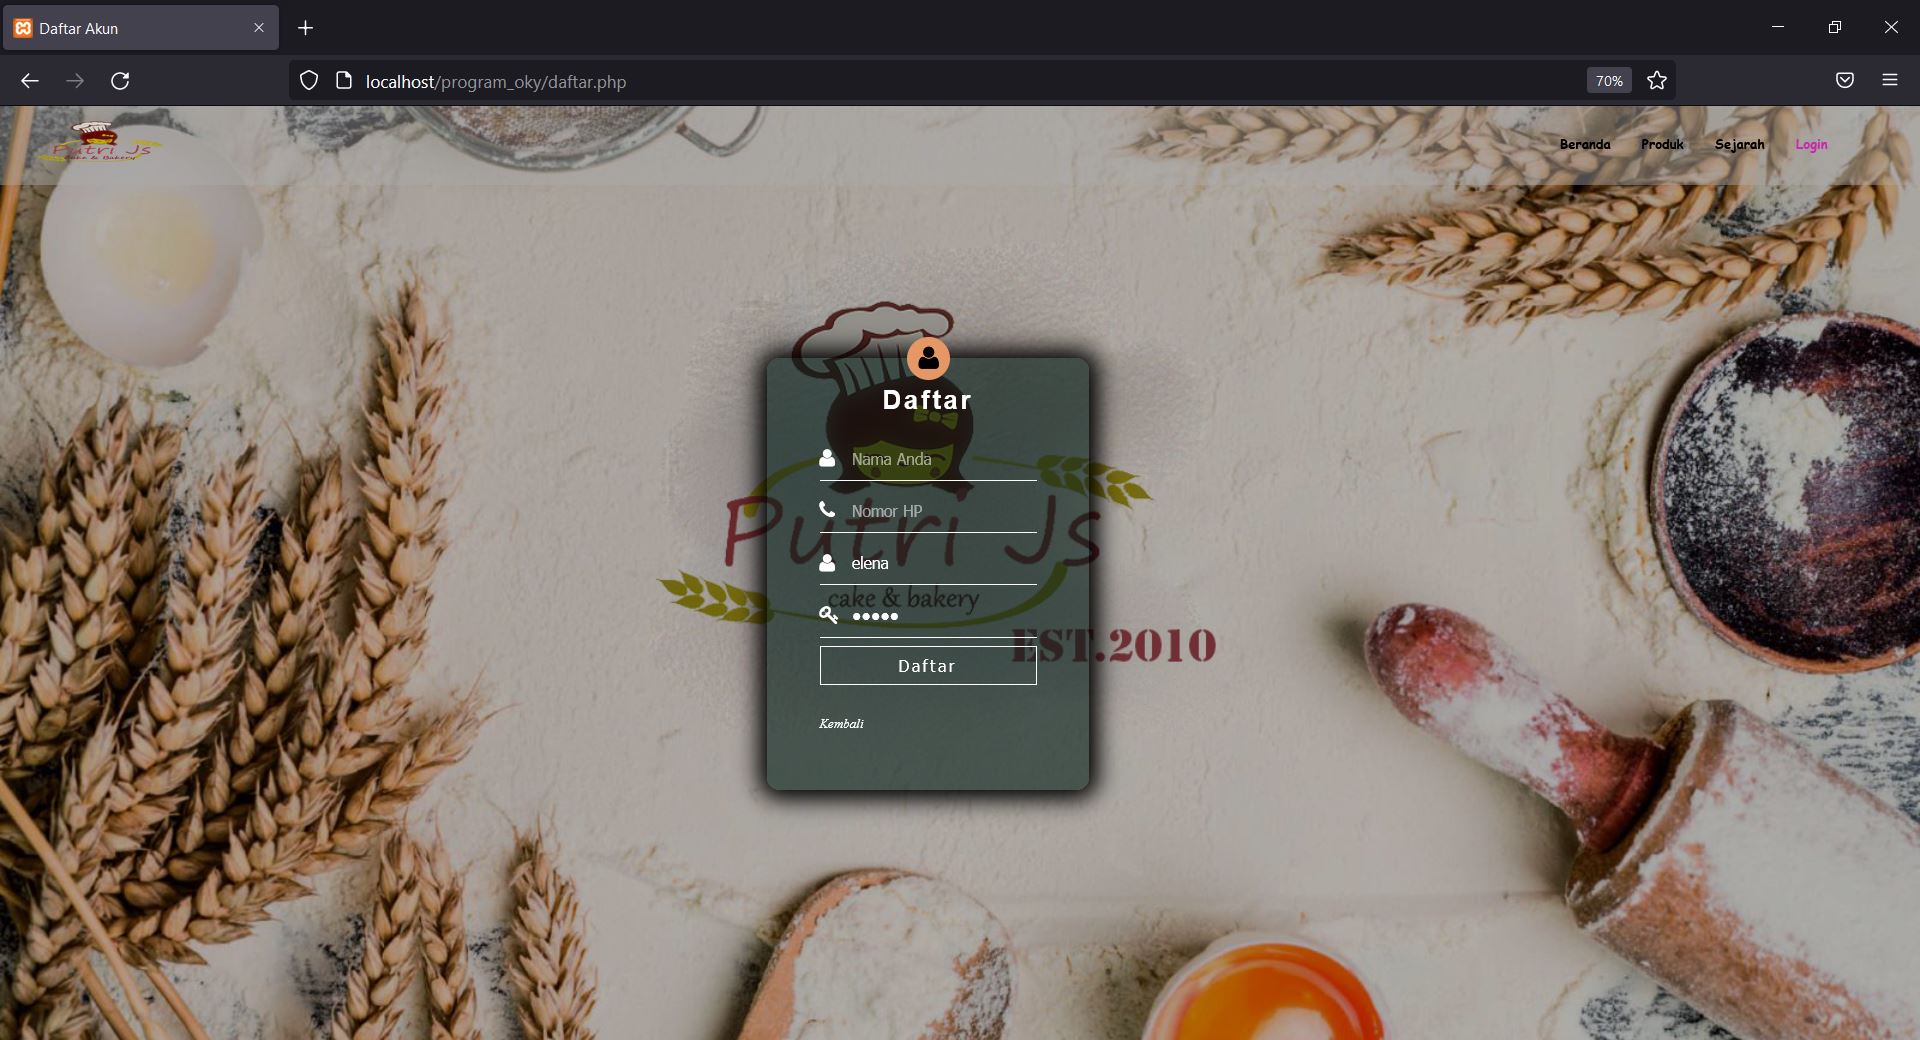 Daftar Akun
localhost/program_oky/daftar.php
70%
Putri Js
Cake & Bakery
Beranda
Produk
Sejarah
Login
Daftar
Nama Anda
Nomor HP
Putri Js
elena
cake & bakery
•••••
EST.2010
Daftar
Kembali